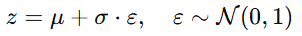 z = μ + σ · ε, ε ∼ 𝒩(0, 1)